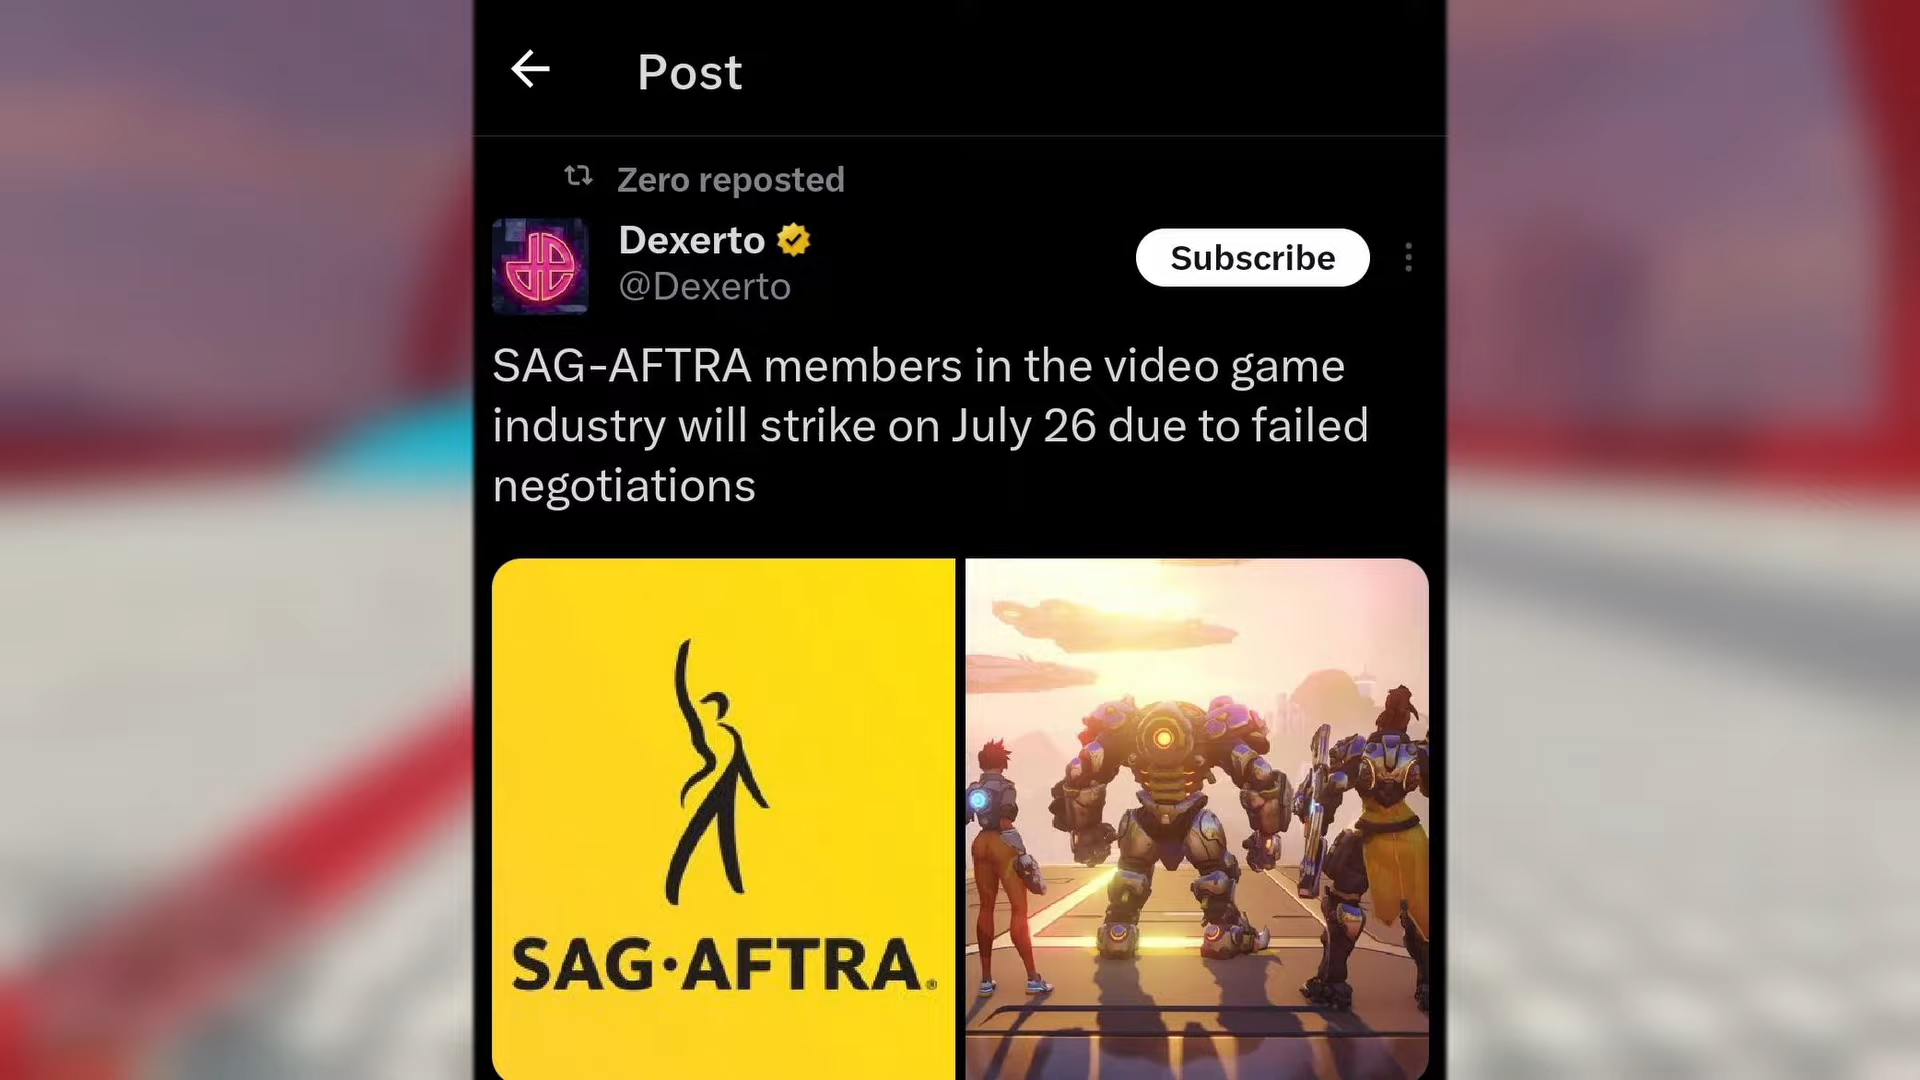 Post
Zero reposted
Dexerto
@Dexerto
Subscribe
SAG-AFTRA members in the video game
industry will strike on July 26 due to failed
negotiations
SAG·AFTRA®